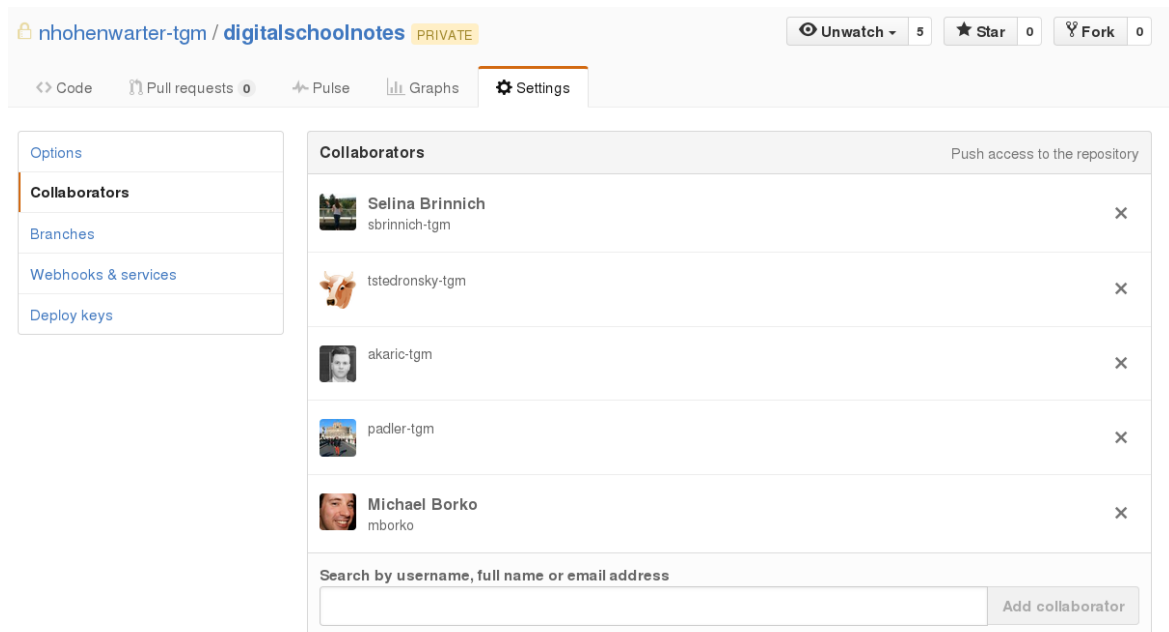 nhohenwarter-tgm / digitalschoolnotes PRIVATE Unwatch 5 Star 0 Fork 0
Code Pull requests 0 Pulse Graphs Settings
Options
Collaborators
Branches
Webhooks & services
Deploy keys
Collaborators Push access to the repository
Selina Brinnich
sbrinnich-tgm
tstedronsky-tgm
akaric-tgm
padler-tgm
Michael Borko
mborko
Search by username, full name or email address
Add collaborator